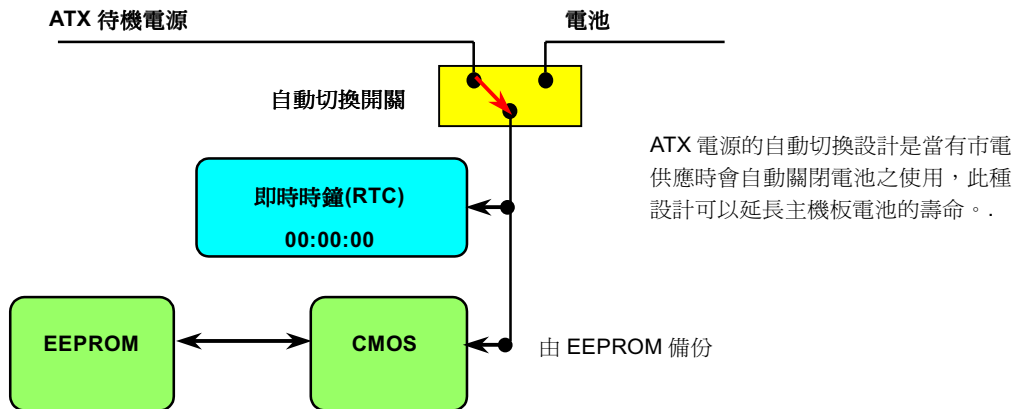 ATX 待機電源
電池
自動切換開關
ATX 電源的自動切換設計是當有市電
供應時會自動關閉電池之使用，此種
設計可以延長主機板電池的壽命。.
即時時鐘(RTC)
00:00:00
EEPROM
CMOS
由 EEPROM 備份